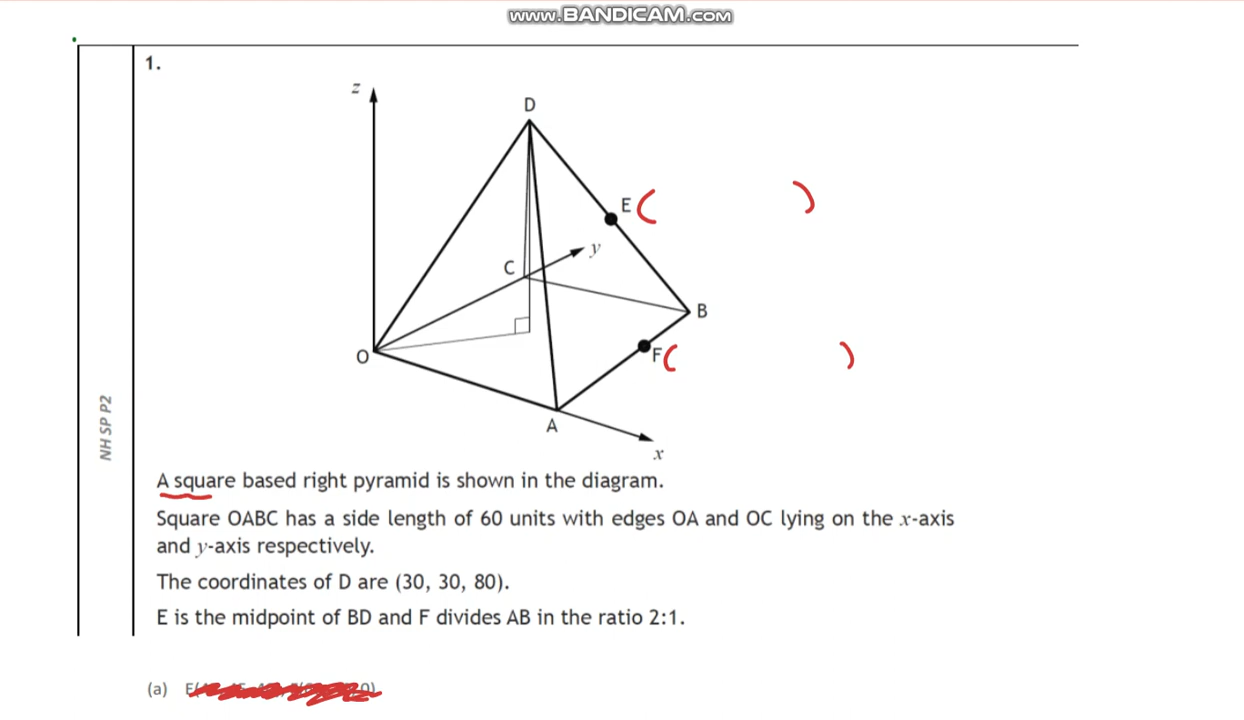 www.BANDICAM.com
1.
z
D
E (          )
y
C
B
O
F (          )
A
x
NH SP P2
A square based right pyramid is shown in the diagram.
Square OABC has a side length of 60 units with edges OA and OC lying on the x-axis
and y-axis respectively.
The coordinates of D are (30, 30, 80).
E is the midpoint of BD and F divides AB in the ratio 2:1.
(a) E(